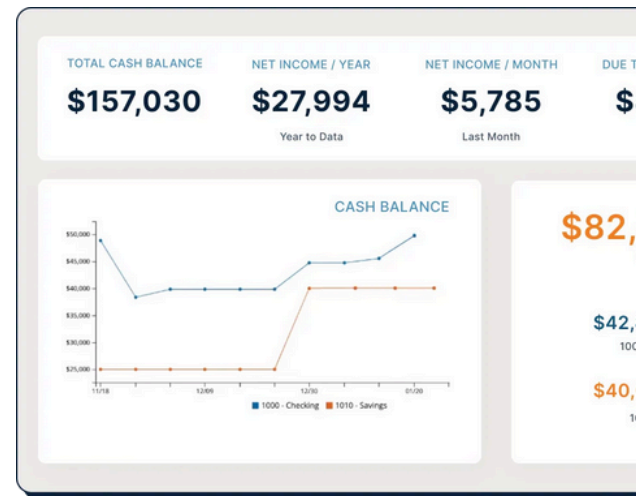 TOTAL CASH BALANCE
$157,030
NET INCOME / YEAR
$27,994
Year to Data
NET INCOME / MONTH
$5,785
Last Month
DUE T
$
CASH BALANCE
$50,000
$45,000
$40,000
$35,000
$30,000
$25,000
11/18 12/09 12/30 01/20
1000 - Checking 1010 - Savings
$82,
$42,
100
$40,